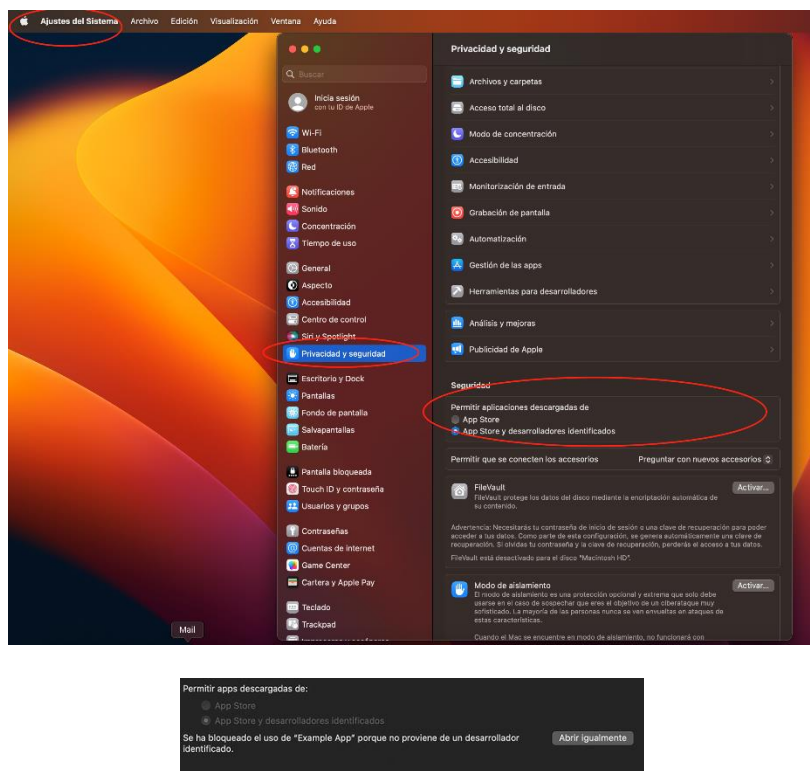 Ajustes del Sistema Archivo Edición Visualización Ventana Ayuda
Privacidad y seguridad
Buscar
Inicia sesión
con tu ID de Apple
Wi-Fi
Bluetooth
Red
Notificaciones
Sonido
Concentración
Tiempo de uso
General
Aspecto
Accesibilidad
Centro de control
Siri y Spotlight
Privacidad y seguridad
Escritorio y Dock
Pantallas
Fondo de pantalla
Salvapantallas
Batería
Pantalla bloqueada
Touch ID y contraseña
Usuarios y grupos
Contraseñas
Cuentas de internet
Game Center
Cartera y Apple Pay
Teclado
Trackpad
Archivos y carpetas
Acceso total al disco
Modo de concentración
Accesibilidad
Monitorización de entrada
Grabación de pantalla
Automatización
Gestión de las apps
Herramientas para desarrolladores
Análisis y mejoras
Publicidad de Apple
Seguridad
Permitir aplicaciones descargadas de
App Store
App Store y desarrolladores identificados
Permitir que se conecten los accesorios Preguntar con nuevos accesorios
FileVault Activar...
FileVault protege los datos del disco mediante la encriptación automática de
su contenido.
Advertencia: Necesitarás tu contraseña de inicio de sesión o una clave de recuperación para poder
acceder a tus datos. Como parte de esta configuración, se genera automáticamente una clave de
recuperación. Si olvidas tu contraseña y la clave de recuperación, perderás el acceso a tus datos.
FileVault está desactivado para el disco "Macintosh HD".
Modo de aislamiento Activar...
El modo de aislamiento es una protección opcional y extrema que solo debe
usarse en el caso de sospechar que eres el objetivo de un ciberataque muy
sofisticado. La mayoría de las personas nunca se ven envueltas en ataques de
estas características.
Cuando el Mac se encuentre en modo de aislamiento, no funcionará con
Mail
Permitir apps descargadas de:
App Store
App Store y desarrolladores identificados
Se ha bloqueado el uso de "Example App" porque no proviene de un desarrollador
identificado.
Abrir igualmente